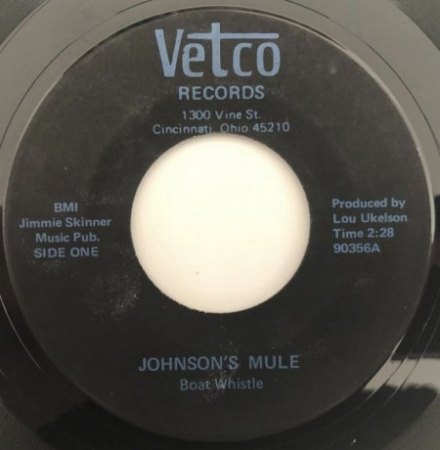 Vetco
RECORDS
1300 Vine St.
Cincinnati, Ohio 45210
BMI
Jimmie Skinner
Music Pub.
SIDE ONE
Produced by
Lou Ukelson
Time 2:28
90356A
JOHNSON'S MULE
Boat Whistle